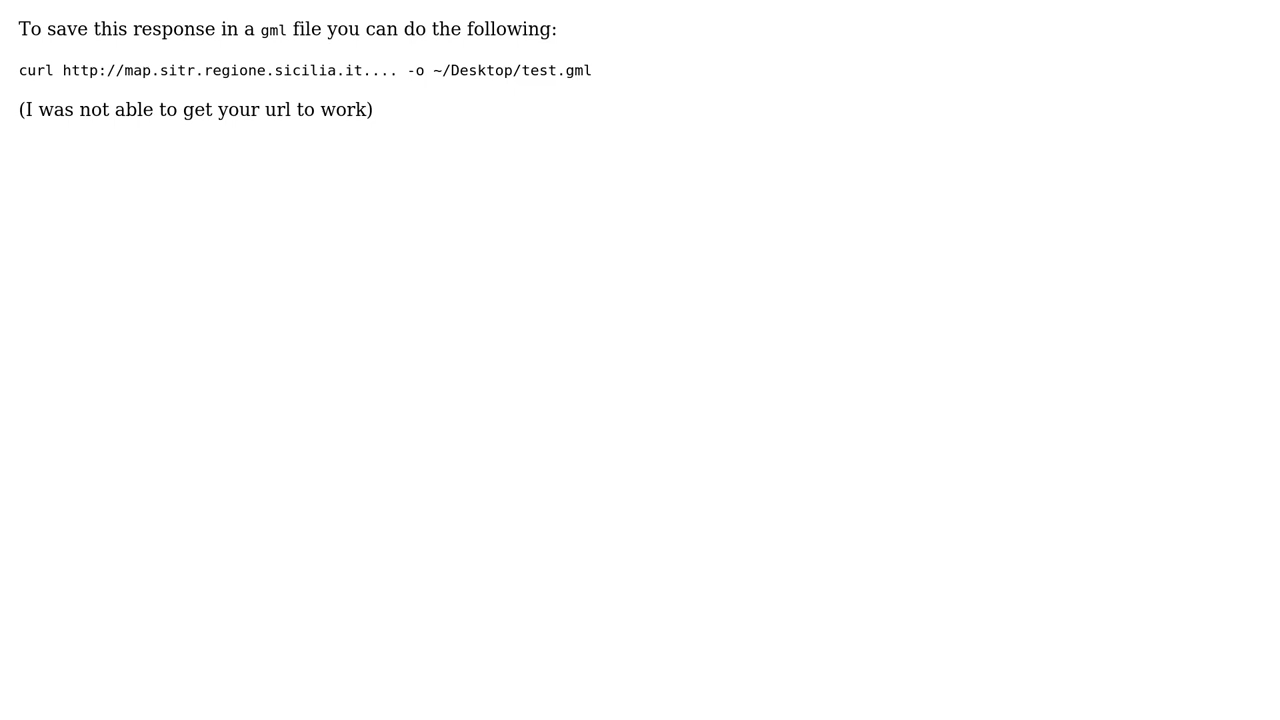 To save this response in a gml file you can do the following:
curl http://map.sitr.regione.sicilia.it.... -o ~/Desktop/test.gml
(I was not able to get your url to work)